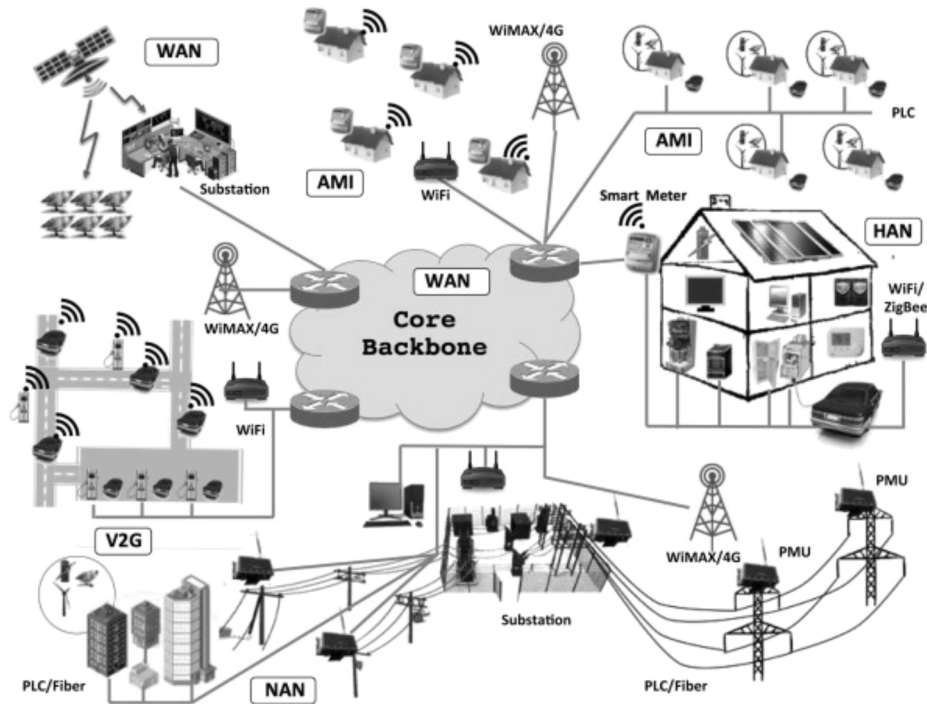 WAN
WiMAX/4G
PLC
AMI
Substation
AMI
WiFi
Smart Meter
HAN
WiFi/
ZigBee
WAN
Core
Backbone
WiMAX/4G
WiFi
V2G
PMU
PMU
WiMAX/4G
Substation
PLC/Fiber
NAN
PLC/Fiber